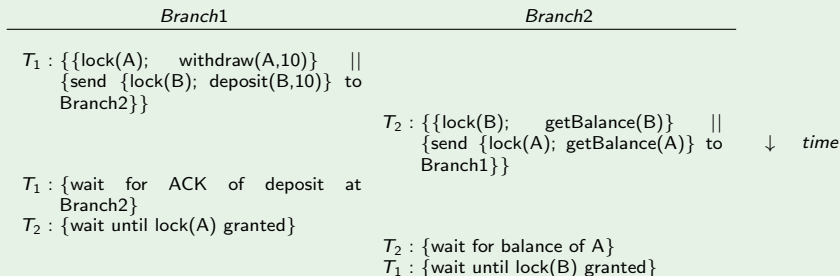 Branch1 Branch2
T₁ : {{lock(A); withdraw(A,10)} ||
{send {lock(B); deposit(B,10)} to
Branch2}}
T₂ : {{lock(B); getBalance(B)} ||
{send {lock(A); getBalance(A)} to
Branch1}}
↓ time
T₁ : {wait for ACK of deposit at
Branch2}
T₂ : {wait until lock(A) granted}
T₂ : {wait for balance of A}
T₁ : {wait until lock(B) granted}